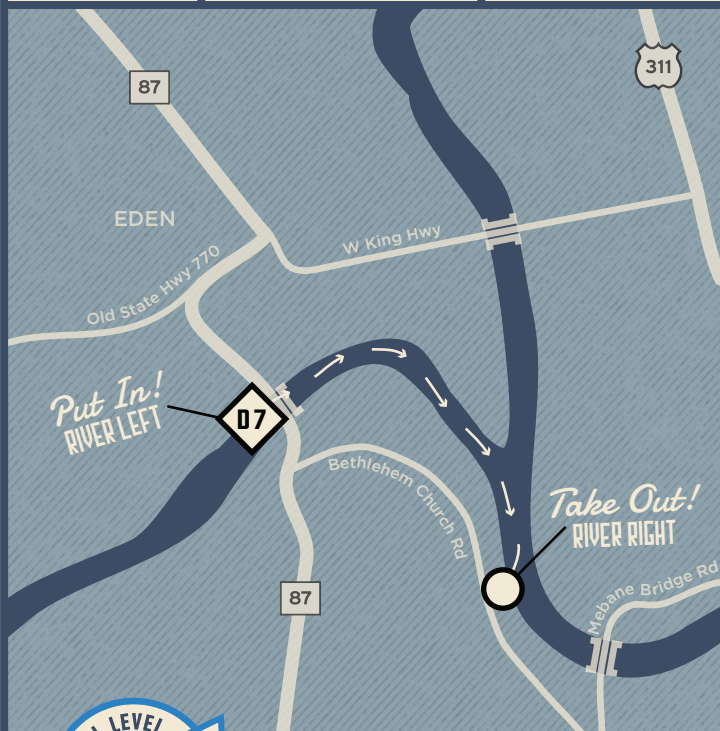 87
311
EDEN
W King Hwy
Old State Hwy 770
Put In!
RIVER LEFT
D7
Bethlehem Church Rd
Take Out!
RIVER RIGHT
Mebane Bridge Rd
87
LEVEL